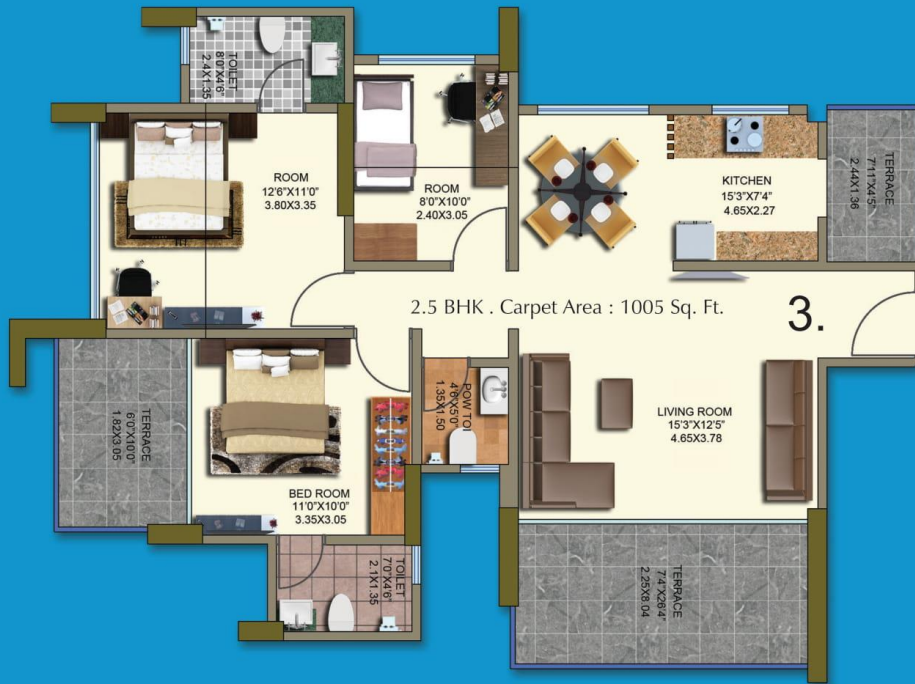 TOILET
8'0"X4'6"
2.4X1.35
ROOM
12'6"X11'0"
3.80X3.35
ROOM
8'0"X10'0"
2.40X3.05
KITCHEN
15'3"X7'4"
4.65X2.27
TERRACE
7'11"X4'5"
2.44X1.36
2.5 BHK . Carpet Area : 1005 Sq. Ft.
3.
TERRACE
6'0"X10'0"
1.82X3.05
BED ROOM
11'0"X10'0"
3.35X3.05
POW TOI
4'6"X5'0"
1.35X1.50
LIVING ROOM
15'3"X12'5"
4.65X3.78
TOILET
7'0"X4'6"
2.1X1.35
TERRACE
7'4"X26'4"
2.25X8.04